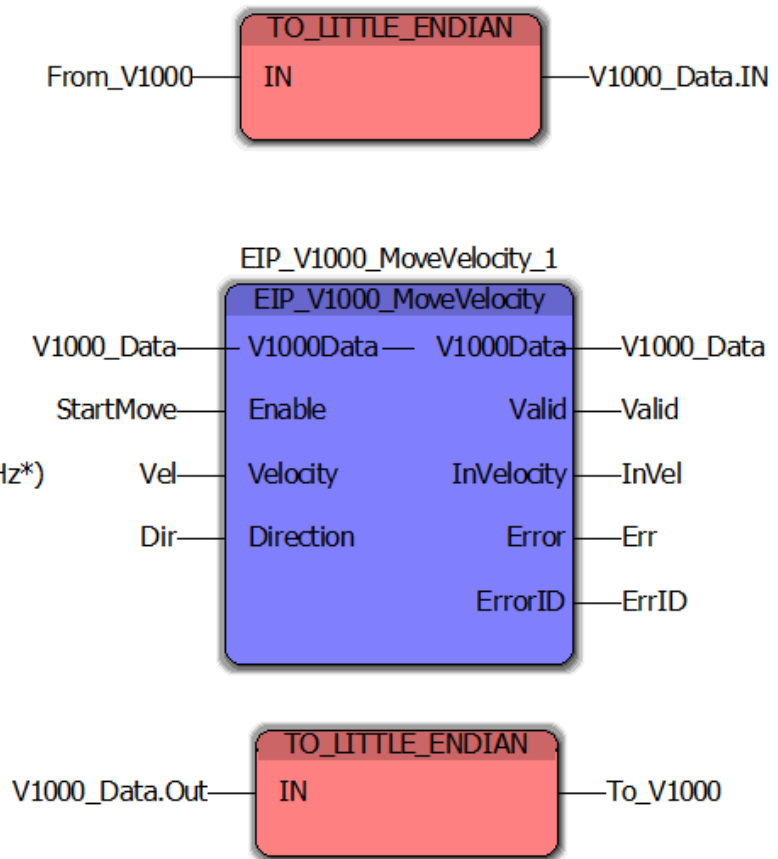 TO_LITTLE_ENDIAN
From_V1000 IN V1000_Data.IN
EIP_V1000_MoveVelocity_1
EIP_V1000_MoveVelocity
V1000_Data V1000Data V1000Data V1000_Data
StartMove Enable Valid Valid
Hz*) Vel Velocity InVelocity InVel
Dir Direction Error Err
ErrorID ErrID
TO_LITTLE_ENDIAN
V1000_Data.Out IN To_V1000